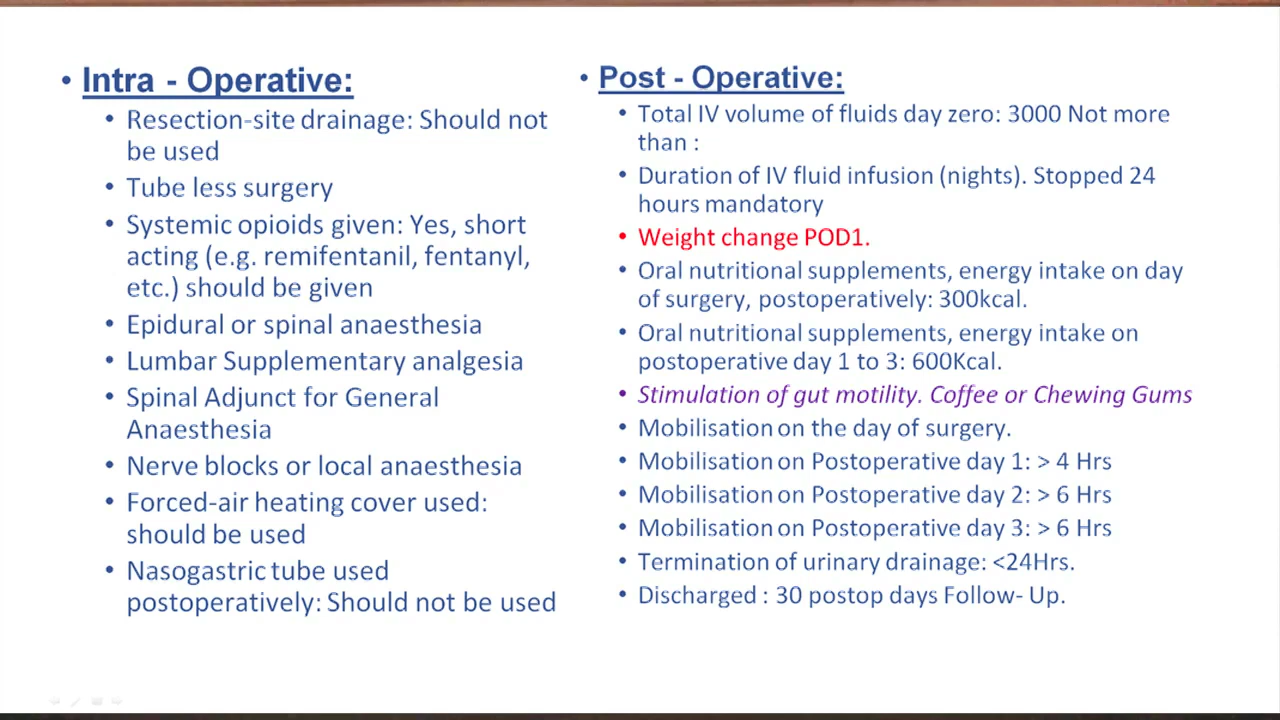 • Intra - Operative:
• Resection-site drainage: Should not
be used
• Tube less surgery
• Systemic opioids given: Yes, short
acting (e.g. remifentanil, fentanyl,
etc.) should be given
• Epidural or spinal anaesthesia
• Lumbar Supplementary analgesia
• Spinal Adjunct for General
Anaesthesia
• Nerve blocks or local anaesthesia
• Forced-air heating cover used:
should be used
• Nasogastric tube used
postoperatively: Should not be used
• Post - Operative:
• Total IV volume of fluids day zero: 3000 Not more
than :
• Duration of IV fluid infusion (nights). Stopped 24
hours mandatory
• Weight change POD1.
• Oral nutritional supplements, energy intake on day
of surgery, postoperatively: 300kcal.
• Oral nutritional supplements, energy intake on
postoperative day 1 to 3: 600Kcal.
• Stimulation of gut motility. Coffee or Chewing Gums
• Mobilisation on the day of surgery.
• Mobilisation on Postoperative day 1: > 4 Hrs
• Mobilisation on Postoperative day 2: > 6 Hrs
• Mobilisation on Postoperative day 3: > 6 Hrs
• Termination of urinary drainage: <24Hrs.
• Discharged : 30 postop days Follow- Up.